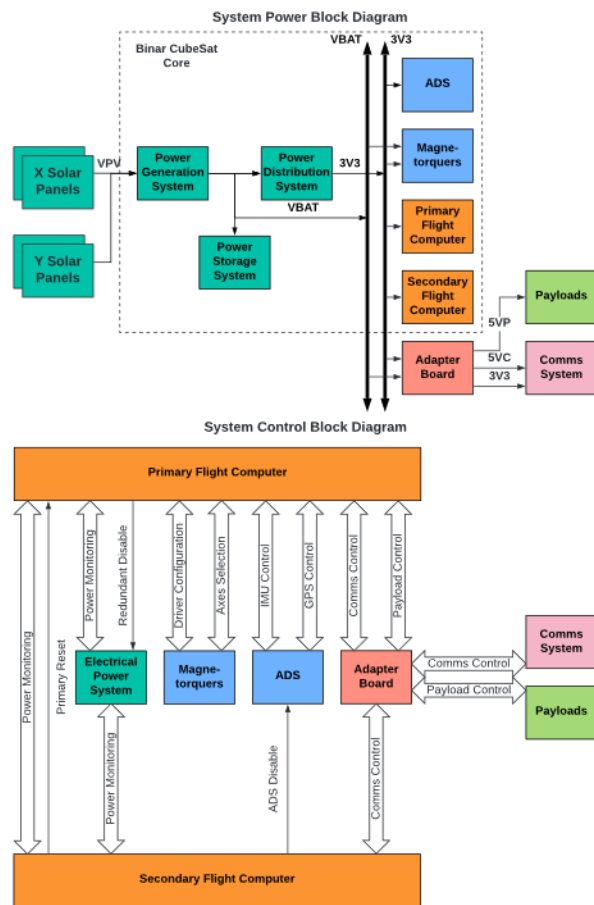 System Power Block Diagram
VBAT
3V3
Binar CubeSat
Core
ADS
Magne-
torquers
X Solar
Panels
VPV
Power
Generation
System
Power
Distribution
System
3V3
VBAT
Primary
Flight
Computer
Y Solar
Panels
Power
Storage
System
Secondary
Flight
Computer
Payloads
5VP
Adapter
Board
5VC
3V3
Comms
System
System Control Block Diagram
Primary Flight Computer
Power Monitoring
Primary Reset
Power Monitoring
Redundant Disable
Driver Configuration
Axes Selection
IMU Control
GPS Control
Comms Control
Payload Control
Electrical
Power
System
Magne-
torquers
ADS
Adapter
Board
Comms Control
Payload Control
Comms
System
Payloads
Power Monitoring
ADS Disable
Comms Control
Secondary Flight Computer